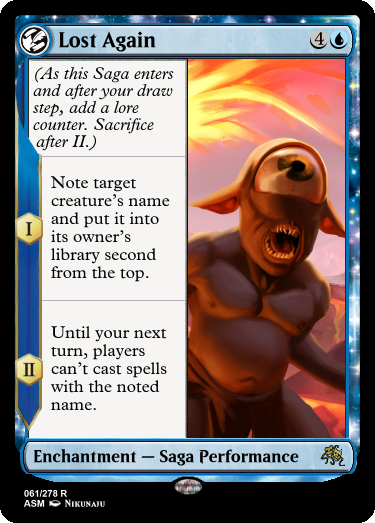 Lost Again
4
(As this Saga enters
and after your draw
step, add a lore
counter. Sacrifice
after II.)
I
Note target
creature's name
and put it into
its owner's
library second
from the top.
II
Until your next
turn, players
can't cast spells
with the noted
name.
Enchantment — Saga Performance
061/278 R
ASM Nikunaju